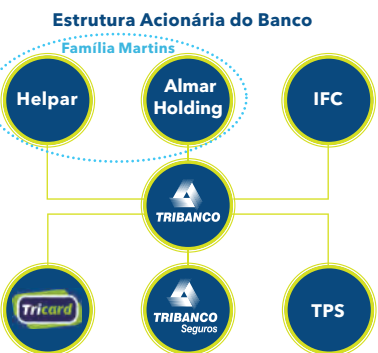 Estrutura Acionária do Banco
Família Martins
Helpar
Almar
Holding
IFC
TRIBANCO
Tricard
TRIBANCO
Seguros
TPS